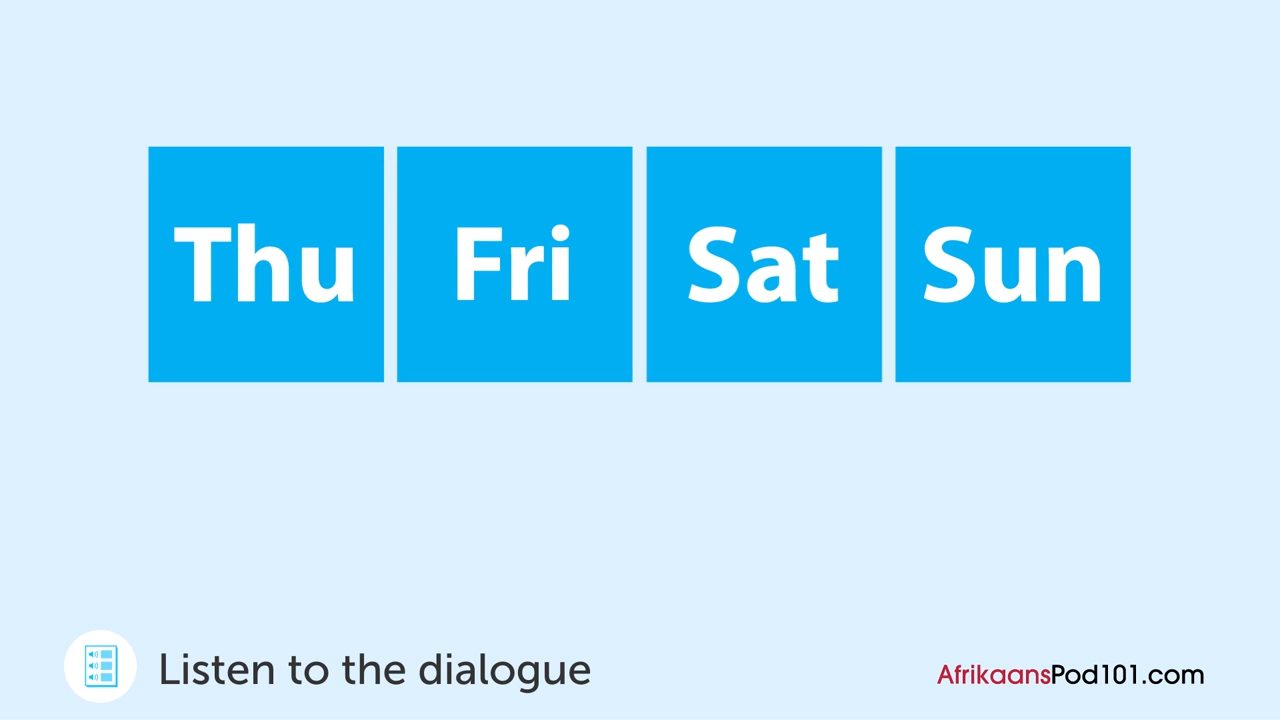 Thu Fri Sat Sun
Listen to the dialogue
AfrikaansPod101.com